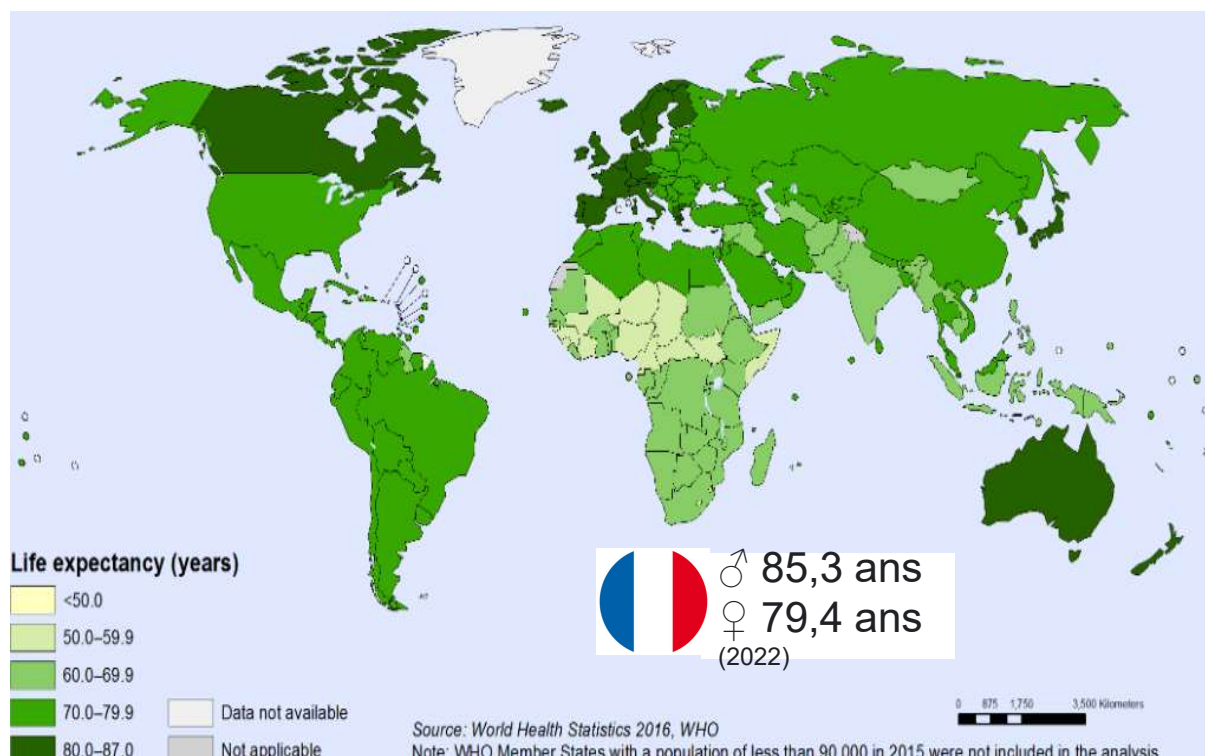 ♂ 85,3 ans
♀ 79,4 ans
(2022)
Life expectancy (years)
<50.0
50.0–59.9
60.0–69.9
70.0–79.9
80.0–87.0
Data not available
Not applicable
0 875 1,750 3,500 Kilometers
Source: World Health Statistics 2016, WHO
Note: WHO Member States with a population of less than 90 000 in 2015 were not included in the analysis